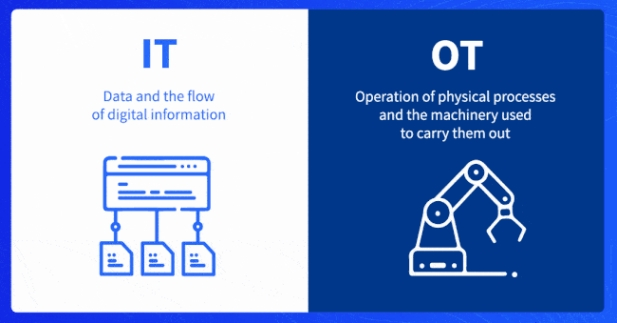 IT
Data and the flow
of digital information
OT
Operation of physical processes
and the machinery used
to carry them out